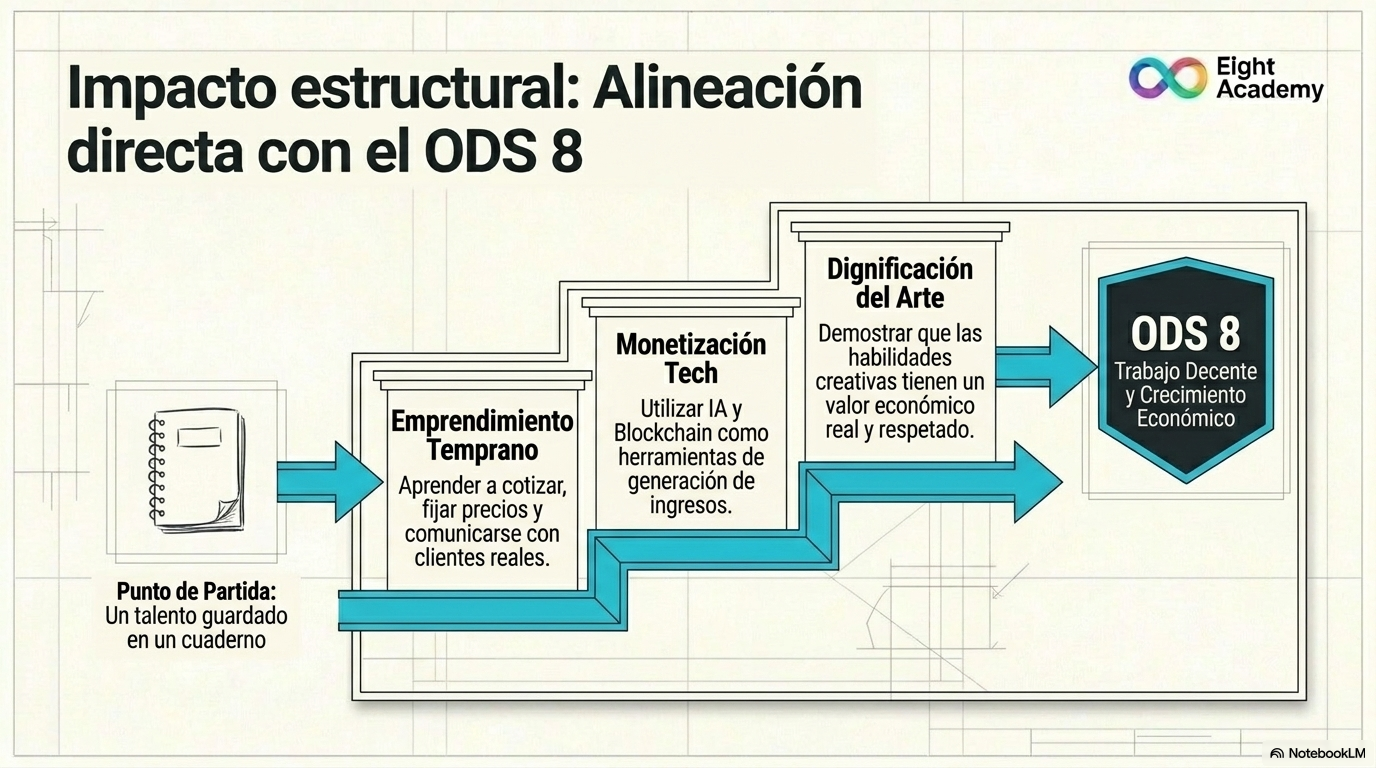 Impacto estructural: Alineación
directa con el ODS 8
Eight
Academy
Punto de Partida:
Un talento guardado
en un cuaderno
Emprendimiento
Temprano
Aprender a cotizar,
fijar precios y
comunicarse con
clientes reales.
Monetización
Tech
Utilizar IA y
Blockchain como
herramientas de
generación de
ingresos.
Dignificación
del Arte
Demostrar que las
habilidades
creativas tienen un
valor económico
real y respetado.
ODS 8
Trabajo Decente
y Crecimiento
Económico
NotebookLM